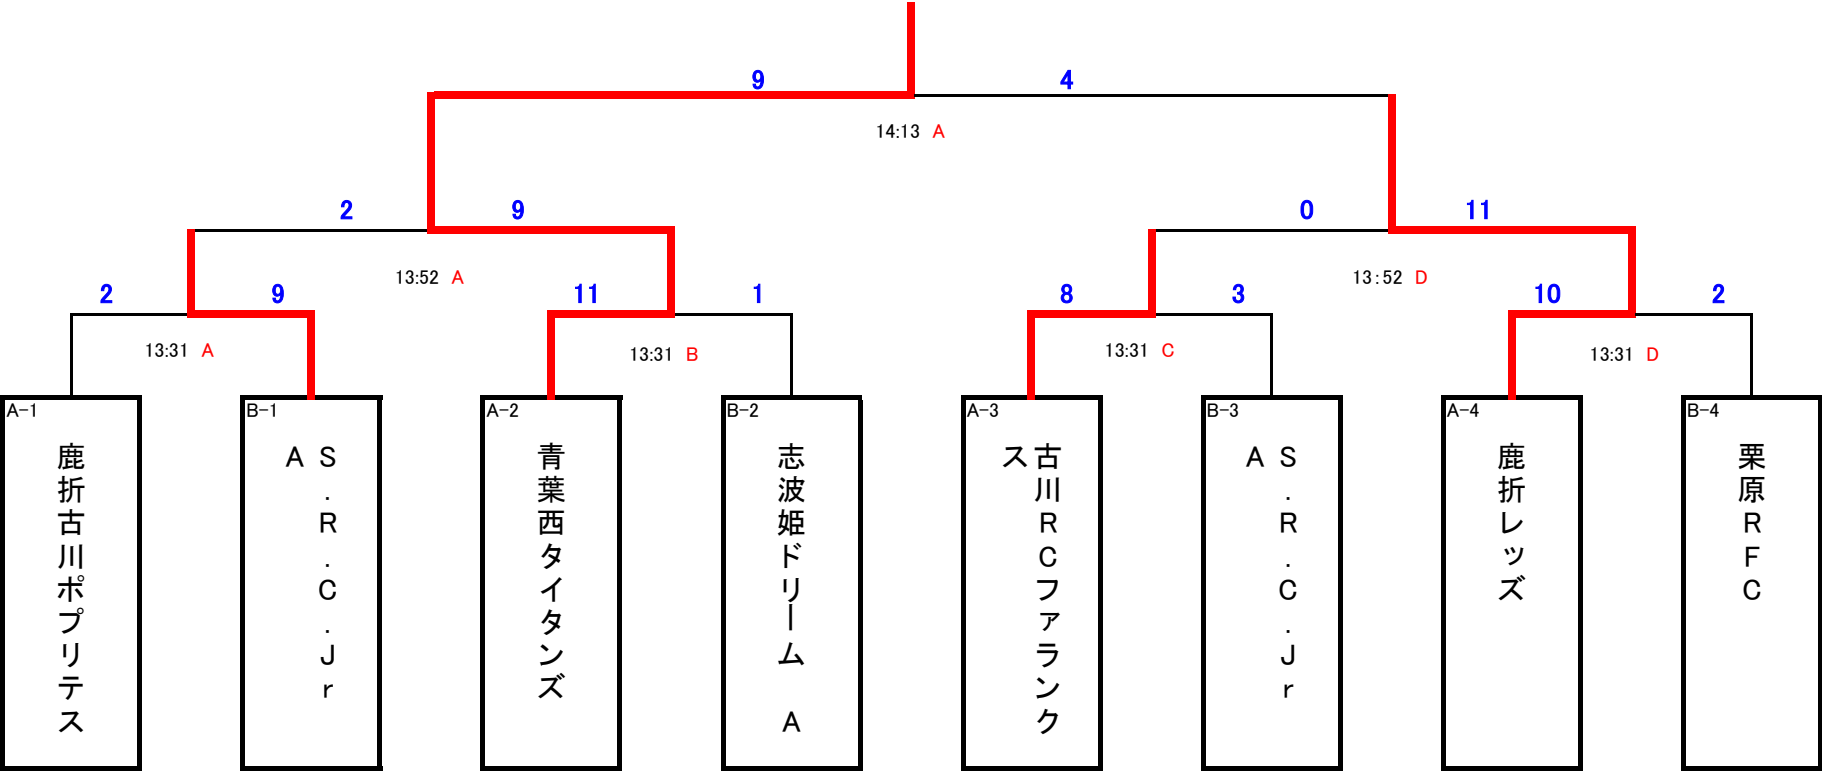 9 4
14:13 A
2 9 0 11
13:52 A 13:52 D
2 9 11 1 8 3 10 2
13:31 A 13:31 B 13:31 C 13:31 D
A-1
鹿折古川ポプリテス
B-1
S.R.C.Jr
A
A-2
青葉西タイタンズ
B-2
志波姫ドリーム A
A-3
古川RCファランク
ス
B-3
S.R.C.Jr
A
A-4
鹿折レッズ
B-4
栗原RFC